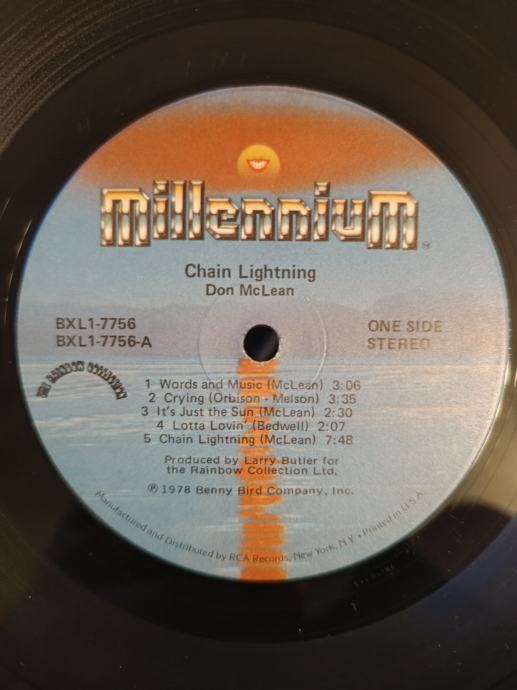 millenniuM
Chain Lightning
Don McLean
BXL1-7756
BXL1-7756-A
ONE SIDE
STEREO
THE RAINBOW COLLECTION
1 Words and Music (McLean) 3:06
2 Crying (Orbison - Melson) 3:35
3 It's Just the Sun (McLean) 2:30
4 Lotta Lovin' (Bedwell) 2:07
5 Chain Lightning (McLean) 7:48
Produced by Larry Butler for
the Rainbow Collection Ltd.
℗ 1978 Benny Bird Company, Inc.
Manufactured and Distributed by RCA Records, New York, N.Y. • Printed in U.S.A.